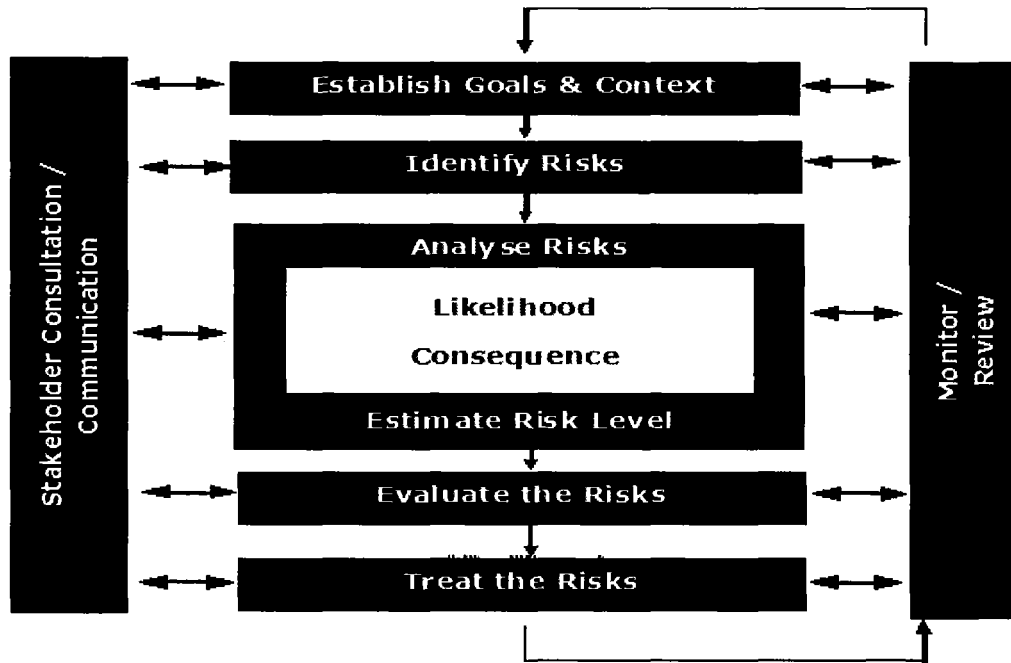 Establish Goals & Context
Identify Risks
Analyse Risks
Likelihood
Consequence
Estimate Risk Level
Evaluate the Risks
Treat the Risks
Stakeholder Consultation /
Communication
Monitor /
Review